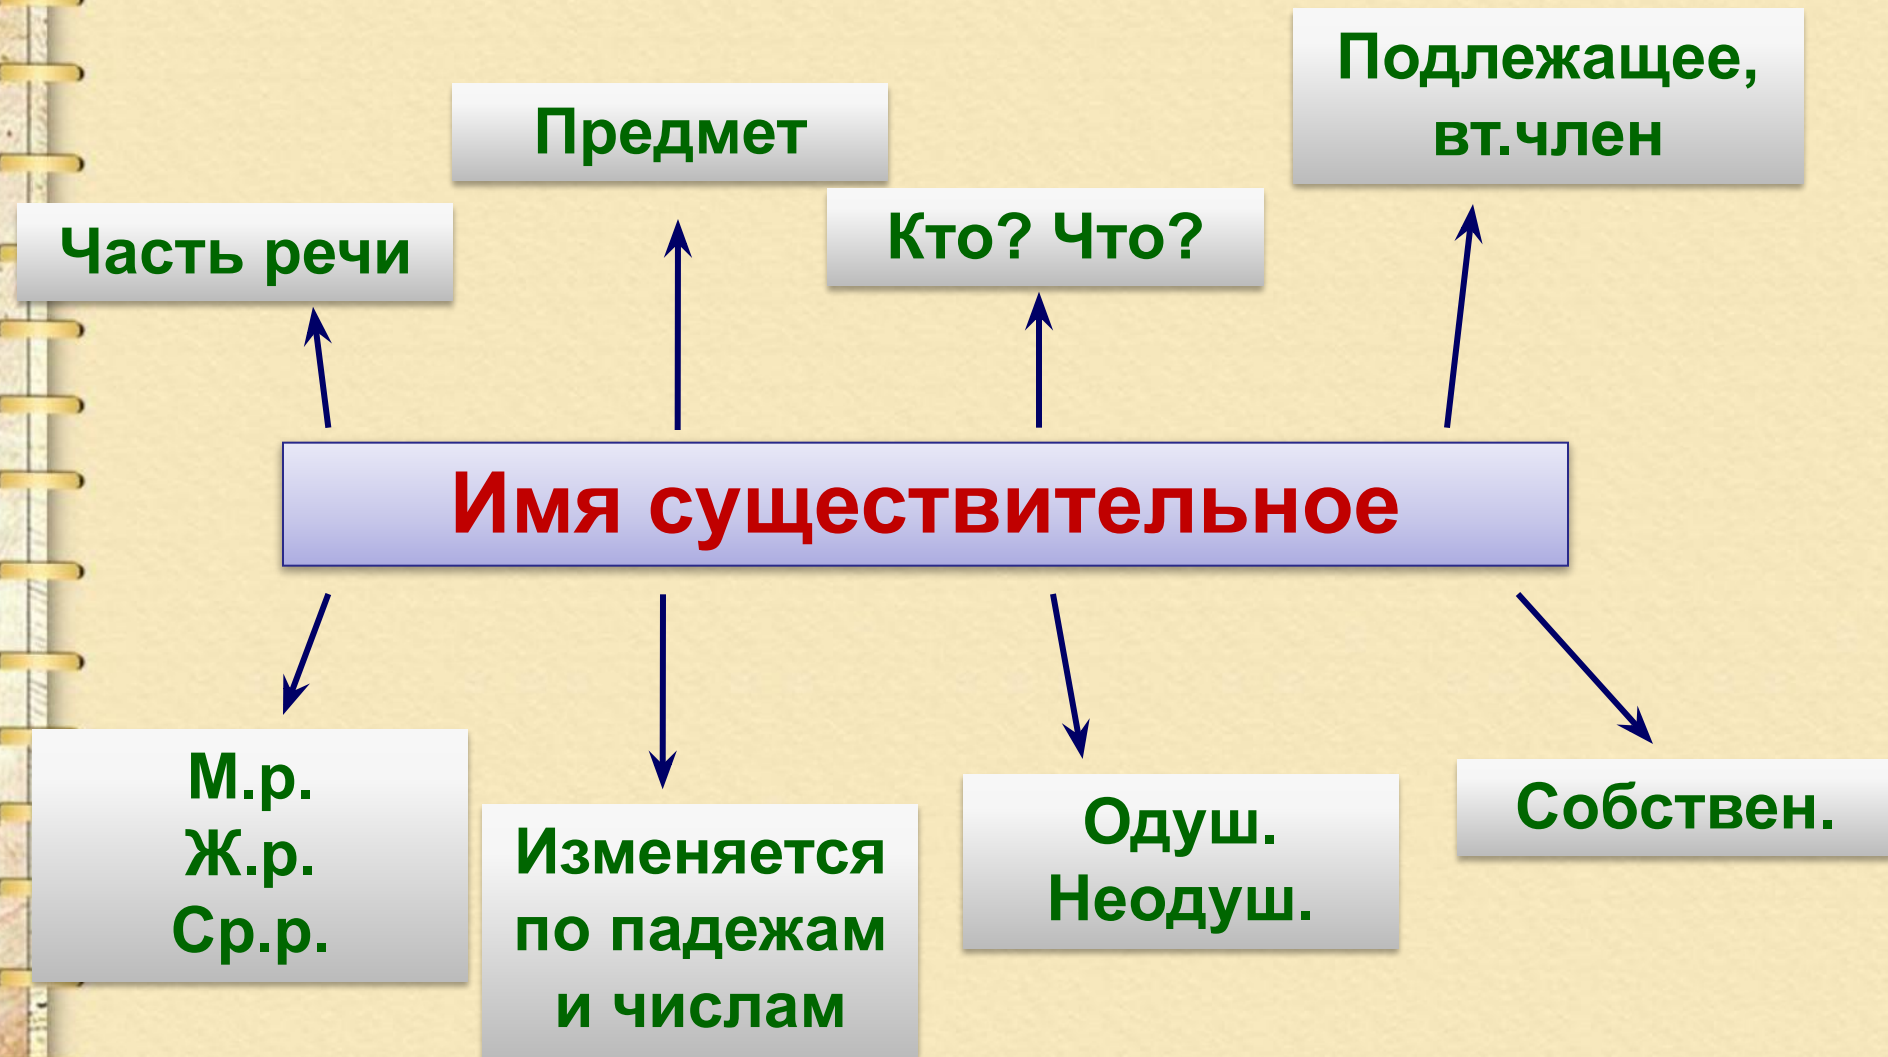 Подлежащее,
вт.член
Предмет
Кто? Что?
Часть речи
Имя существительное
М.р.
Ж.р.
Ср.р.
Изменяется
по падежам
и числам
Одуш.
Неодуш.
Собствен.